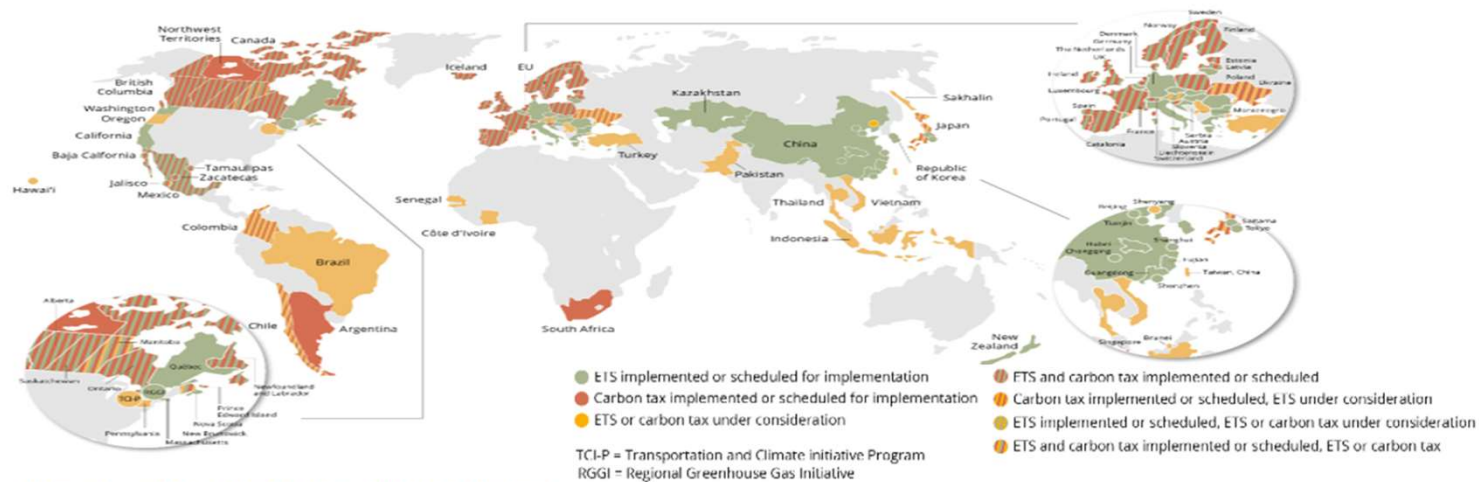 Northwest
Territories
Canada
British
Columbia
Washington
Oregon
California
Baja-Calfornia
Hawai'i
Jalisco
Mexico
Tamaulipas
Zacatecas
Colombia
Brazil
Chile
Argentina
Iceland
EU
Senegal
Côte d'Ivoire
South Africa
Kazakhstan
China
Turkey
Pakistan
Thailand
Vietnam
Indonesia
Sakhalin
Japan
Republic
of Korea
New
Zealand
Sweden
Norway
Finland
Denmark
Germany
The Netherlands
UK
Ireland
Luxembourg
Spain
Portugal
Catalonia
France
Estonia
Latvia
Poland
Ukraine
Montenegro
Serbia
Austria
Slovenia
Liechtenstein
Switzerland
Beijing
Shenyang
Tianjin
Saitama
Tokyo
Hubei
Chongqing
Shanghai
Fujian
Guangdong
Taiwan, China
Shenzhen
Singapore
Brunei
Alberta
Manitoba
Québec
Saskatchewan
Ontario
TCI-P
RGGI
Newfoundland
and Labrador
Prince
Edward Island
Nova Scotia
New Brunswick
Massachusetts
Pennsylvania
ETS implemented or scheduled for implementation
Carbon tax implemented or scheduled for implementation
ETS or carbon tax under consideration
TCI-P = Transportation and Climate initiative Program
RGGI = Regional Greenhouse Gas Initiative
ETS and carbon tax implemented or scheduled
Carbon tax implemented or scheduled, ETS under consideration
ETS implemented or scheduled, ETS or carbon tax under consideration
ETS and carbon tax implemented or scheduled, ETS or carbon tax